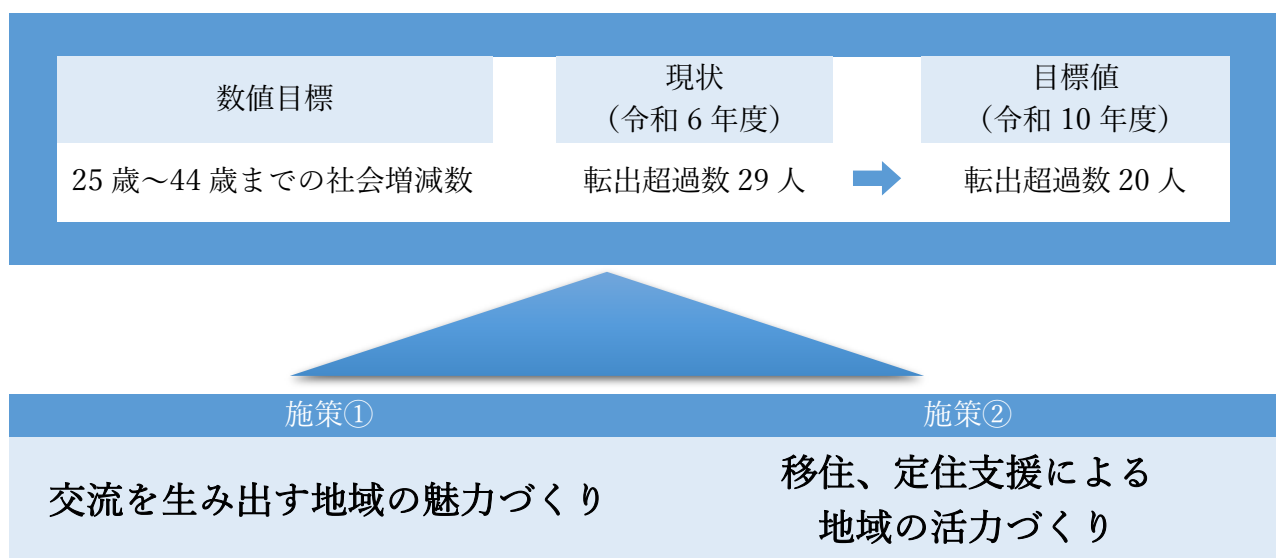 数値目標
現状
（令和 6 年度）
目標値
（令和 10 年度）
25 歳～44 歳までの社会増減数
転出超過数 29 人
転出超過数 20 人
施策①
施策②
交流を生み出す地域の魅力づくり
移住、定住支援による
地域の活力づくり